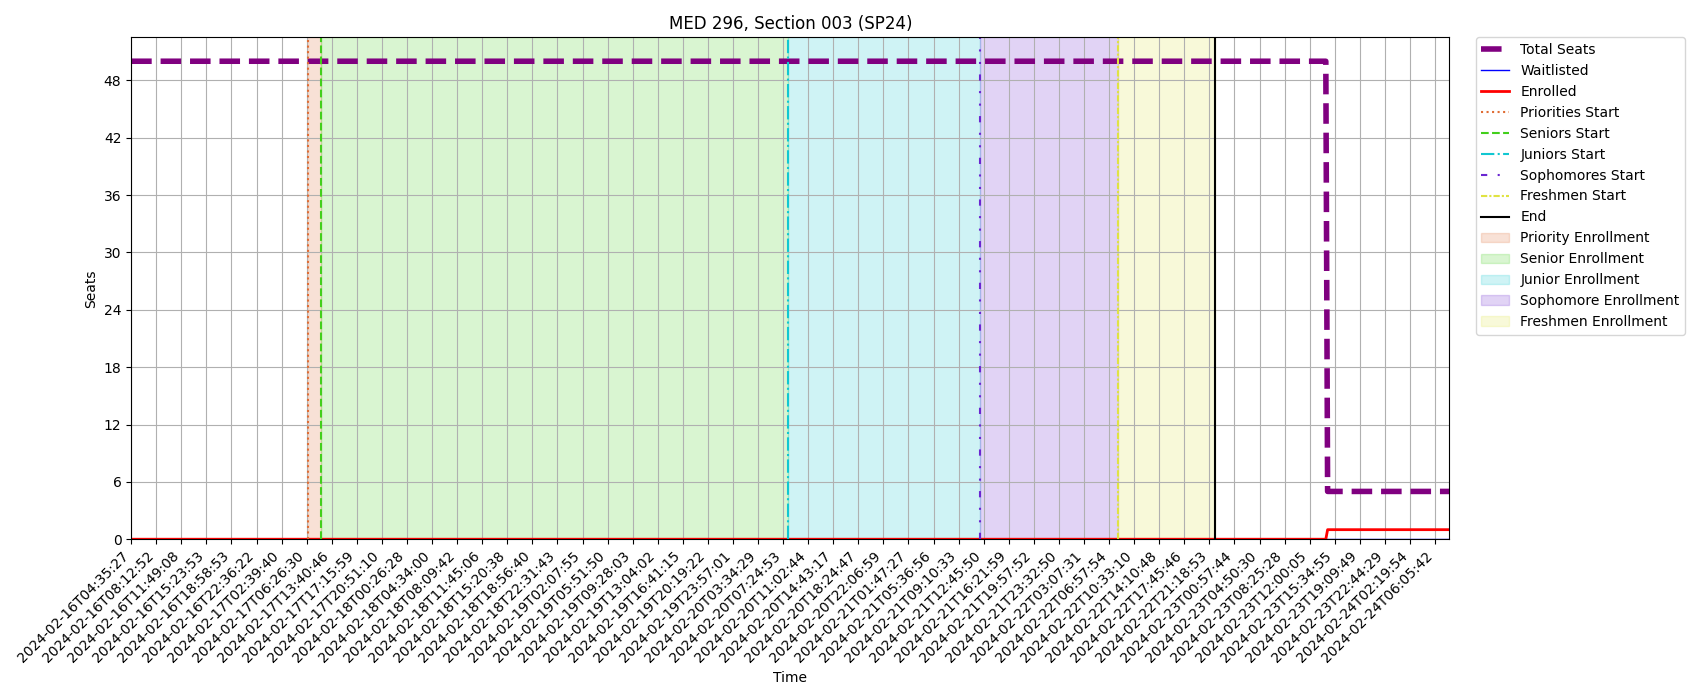 MED 296, Section 003 (SP24)
Seats
48
42
36
30
24
18
12
6
0
2024-02-16T04:35:27
2024-02-16T08:12:52
2024-02-16T11:49:08
2024-02-16T15:23:53
2024-02-16T18:58:53
2024-02-16T22:36:22
2024-02-17T02:39:40
2024-02-17T06:26:30
2024-02-17T13:40:46
2024-02-17T17:15:59
2024-02-17T20:51:10
2024-02-18T00:26:28
2024-02-18T04:34:00
2024-02-18T08:09:42
2024-02-18T11:45:06
2024-02-18T15:20:38
2024-02-18T18:56:40
2024-02-18T22:31:43
2024-02-19T02:07:55
2024-02-19T05:51:50
2024-02-19T09:28:03
2024-02-19T13:04:02
2024-02-19T16:41:15
2024-02-19T20:19:22
2024-02-19T23:57:01
2024-02-20T03:34:29
2024-02-20T07:24:53
2024-02-20T11:02:44
2024-02-20T14:43:17
2024-02-20T18:24:47
2024-02-20T22:06:59
2024-02-21T01:47:27
2024-02-21T05:36:56
2024-02-21T09:10:33
2024-02-21T12:45:50
2024-02-21T16:21:59
2024-02-21T19:57:52
2024-02-21T23:32:50
2024-02-22T03:07:31
2024-02-22T06:57:54
2024-02-22T10:33:10
2024-02-22T14:10:48
2024-02-22T17:45:46
2024-02-22T21:18:53
2024-02-23T00:57:44
2024-02-23T04:50:30
2024-02-23T08:25:28
2024-02-23T12:00:05
2024-02-23T15:34:55
2024-02-23T19:09:49
2024-02-23T22:44:29
2024-02-24T02:19:54
2024-02-24T06:05:42
Time
Total Seats
Waitlisted
Enrolled
Priorities Start
Seniors Start
Juniors Start
Sophomores Start
Freshmen Start
End
Priority Enrollment
Senior Enrollment
Junior Enrollment
Sophomore Enrollment
Freshmen Enrollment